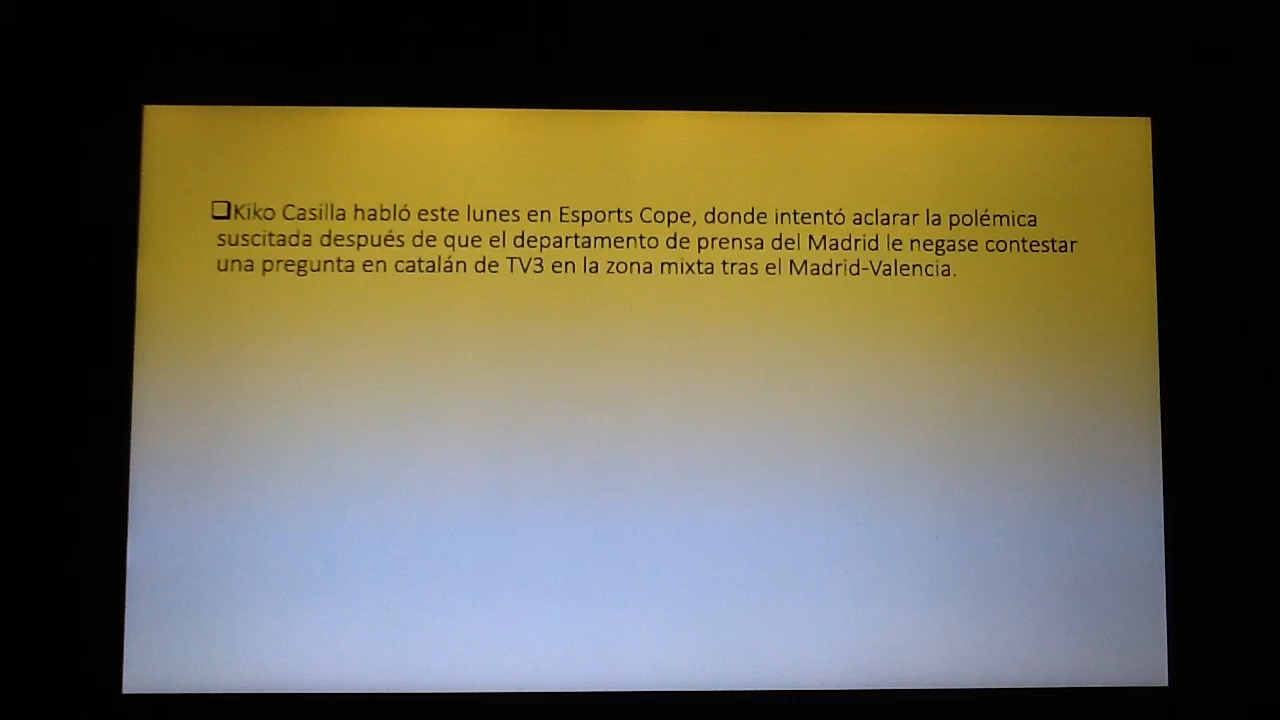 ❑Kiko Casilla habló este lunes en Esports Cope, donde intentó aclarar la polémica
suscitada después de que el departamento de prensa del Madrid le negase contestar
una pregunta en catalán de TV3 en la zona mixta tras el Madrid-Valencia.